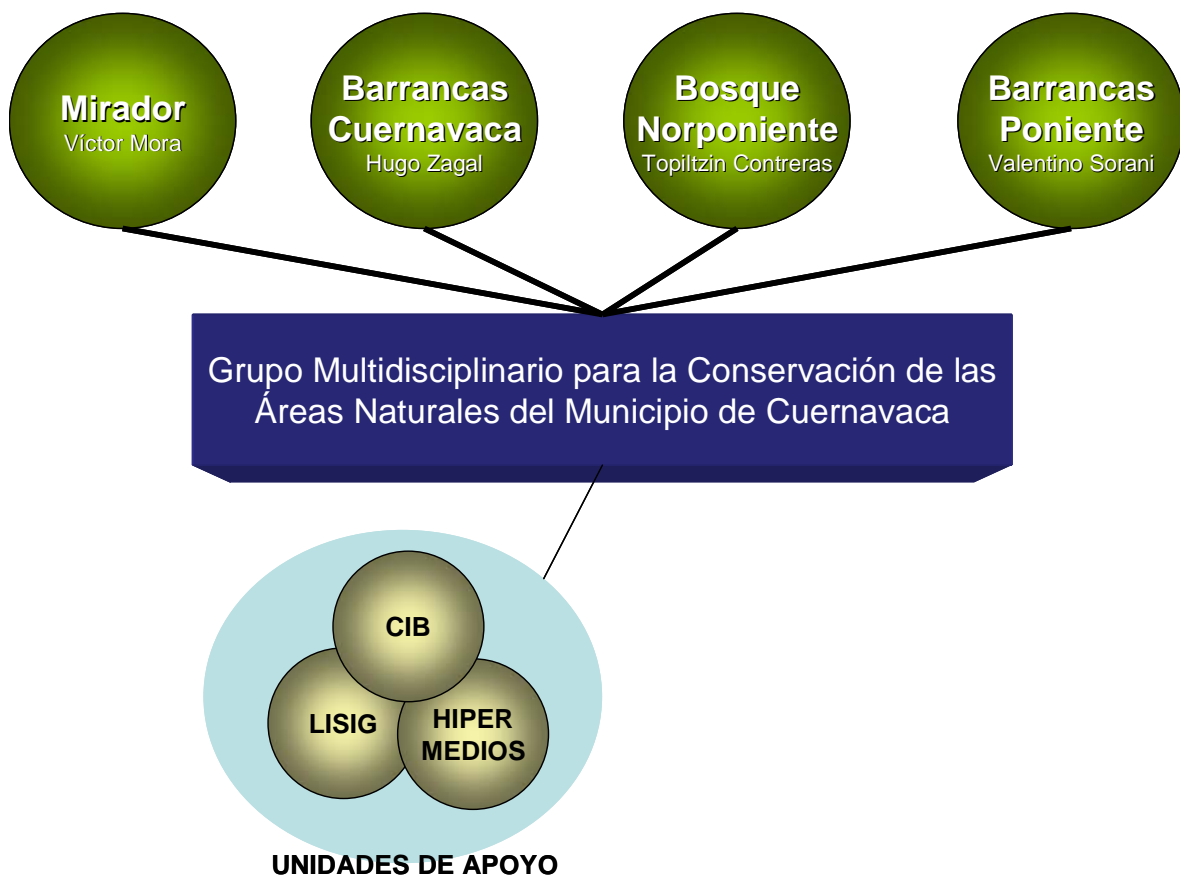 Mirador
Víctor Mora
Barrancas
Cuernavaca
Hugo Zagal
Bosque
Norponiente
Topiltzin Contreras
Barrancas
Poniente
Valentino Sorani
Grupo Multidisciplinario para la Conservación de las
Áreas Naturales del Municipio de Cuernavaca
CIB
LISIG
HIPER
MEDIOS
UNIDADES DE APOYO